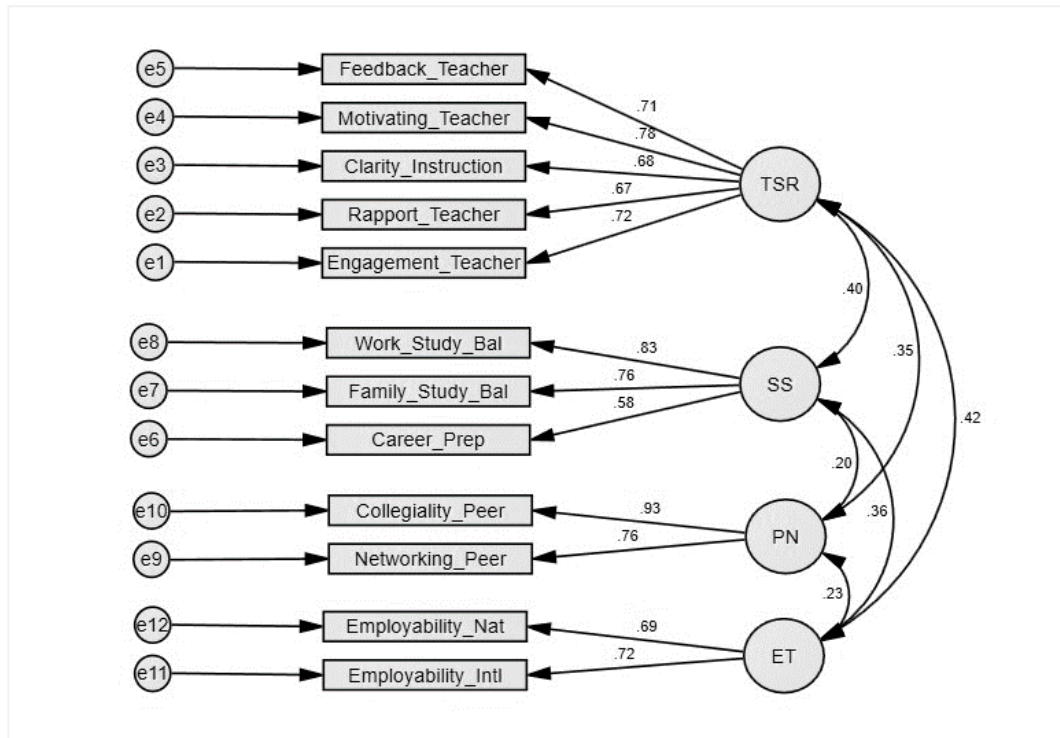 e5 Feedback_Teacher .71
e4 Motivating_Teacher .78
e3 Clarity_Instruction .68 TSR
e2 Rapport_Teacher .67
e1 Engagement_Teacher .72
.40
.35
e8 Work_Study_Bal .83
e7 Family_Study_Bal .76 SS
e6 Career_Prep .58
.42
.20
.36
e10 Collegiality_Peer .93
e9 Networking_Peer .76 PN
.23
e12 Employability_Nat .69
e11 Employability_Intl .72 ET